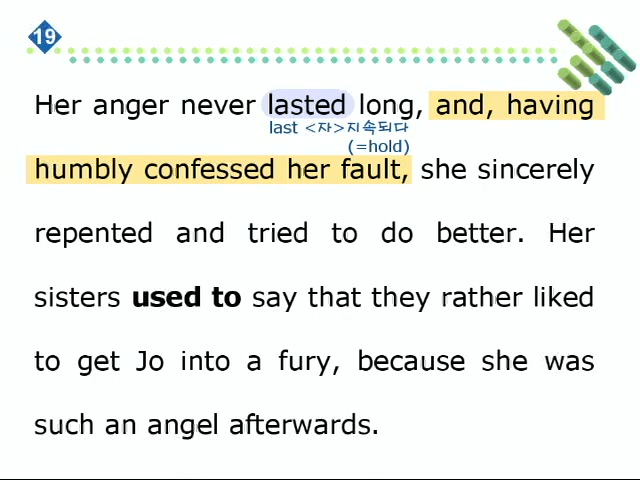 19
Her anger never lasted long, and, having
last <자>지속되다
(=hold)
humbly confessed her fault, she sincerely
repented and tried to do better. Her
sisters used to say that they rather liked
to get Jo into a fury, because she was
such an angel afterwards.